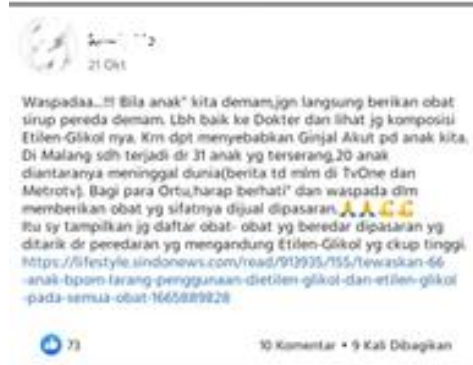 21 Okt
Waspadaa...!!! Bila anak" kita demam,jgn langsung berikan obat
sirup pereda demam. Lbh baik ke Dokter dan lihat jg komposisi
Etilen-Glikol nya. Krn dpt menyebabkan Ginjal Akut pd anak kita.
Di Malang sdh terjadi dr 31 anak yg terserang,20 anak
diantaranya meninggal dunia(berita td mlm di TvOne dan
Metrotv). Bagi para Ortu,harap berhati" dan waspada dlm
memberikan obat yg sifatnya dijual dipasaran.🙏🙏💪💪
Itu sy tampilkan jg daftar obat- obat yg beredar dipasaran yg
ditarik dr peredaran yg mengandung Etilen-Glikol yg ckup tinggi.
https://lifestyle.sindonews.com/read/913935/155/tewaskan-66
-anak-bpom-larang-penggunaan-dietilen-glikol-dan-etilen-glikol
-pada-semua-obat-1665889828
73
10 Komentar • 9 Kali Dibagikan